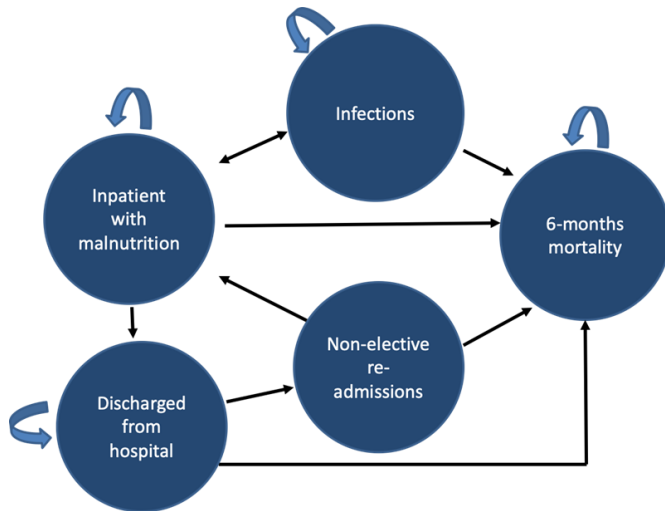 Infections
Inpatient
with
malnutrition
6-months
mortality
Non-elective
re-
admissions
Discharged
from
hospital